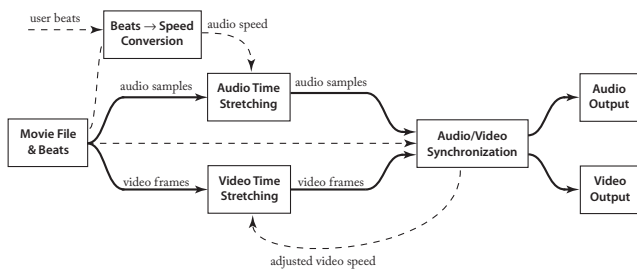 user beats
Beats → Speed
Conversion
audio speed
audio samples
Audio Time
Stretching
audio samples
Audio
Output
Movie File
& Beats
Audio/Video
Synchronization
video frames
Video Time
Stretching
video frames
Video
Output
adjusted video speed